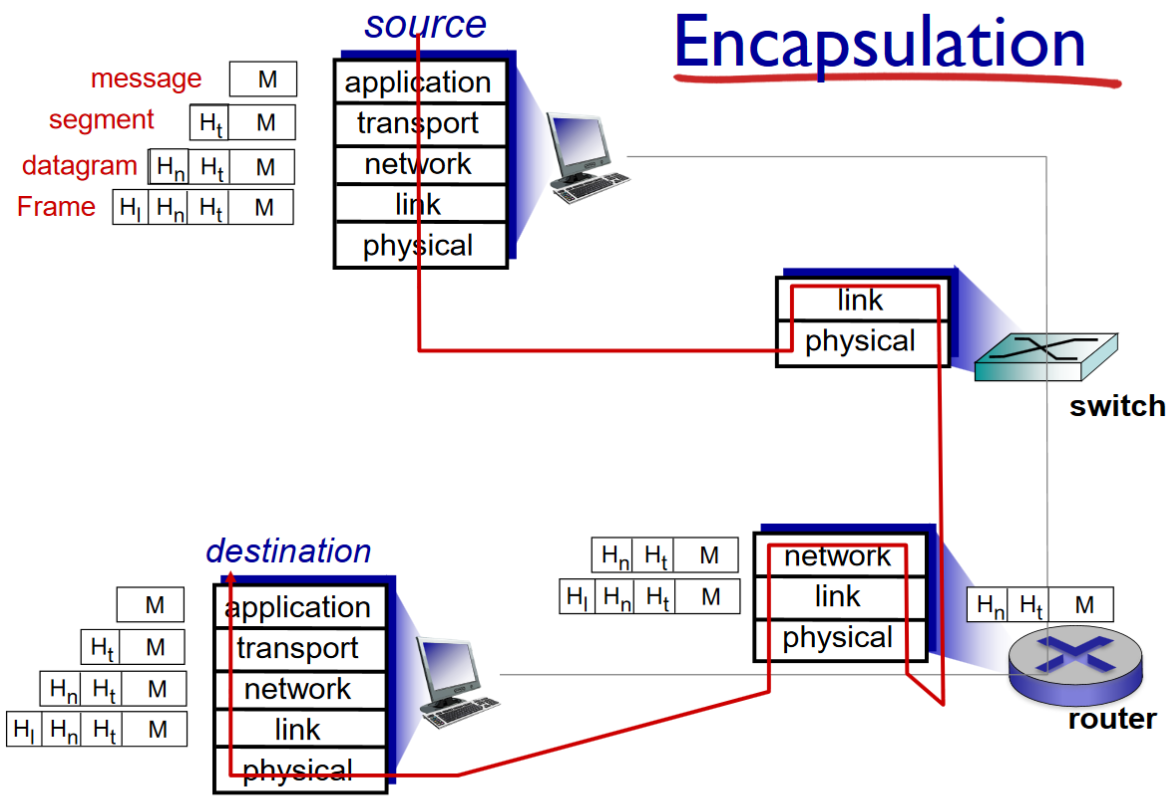 source
Encapsulation
message M
segment Ht M
datagram Hn Ht M
Frame Hl Hn Ht M
application
transport
network
link
physical
link
physical
switch
destination
M
Ht M
Hn Ht M
Hl Hn Ht M
application
transport
network
link
physical
Hn Ht M
Hl Hn Ht M
network
link
physical
Hn Ht M
router